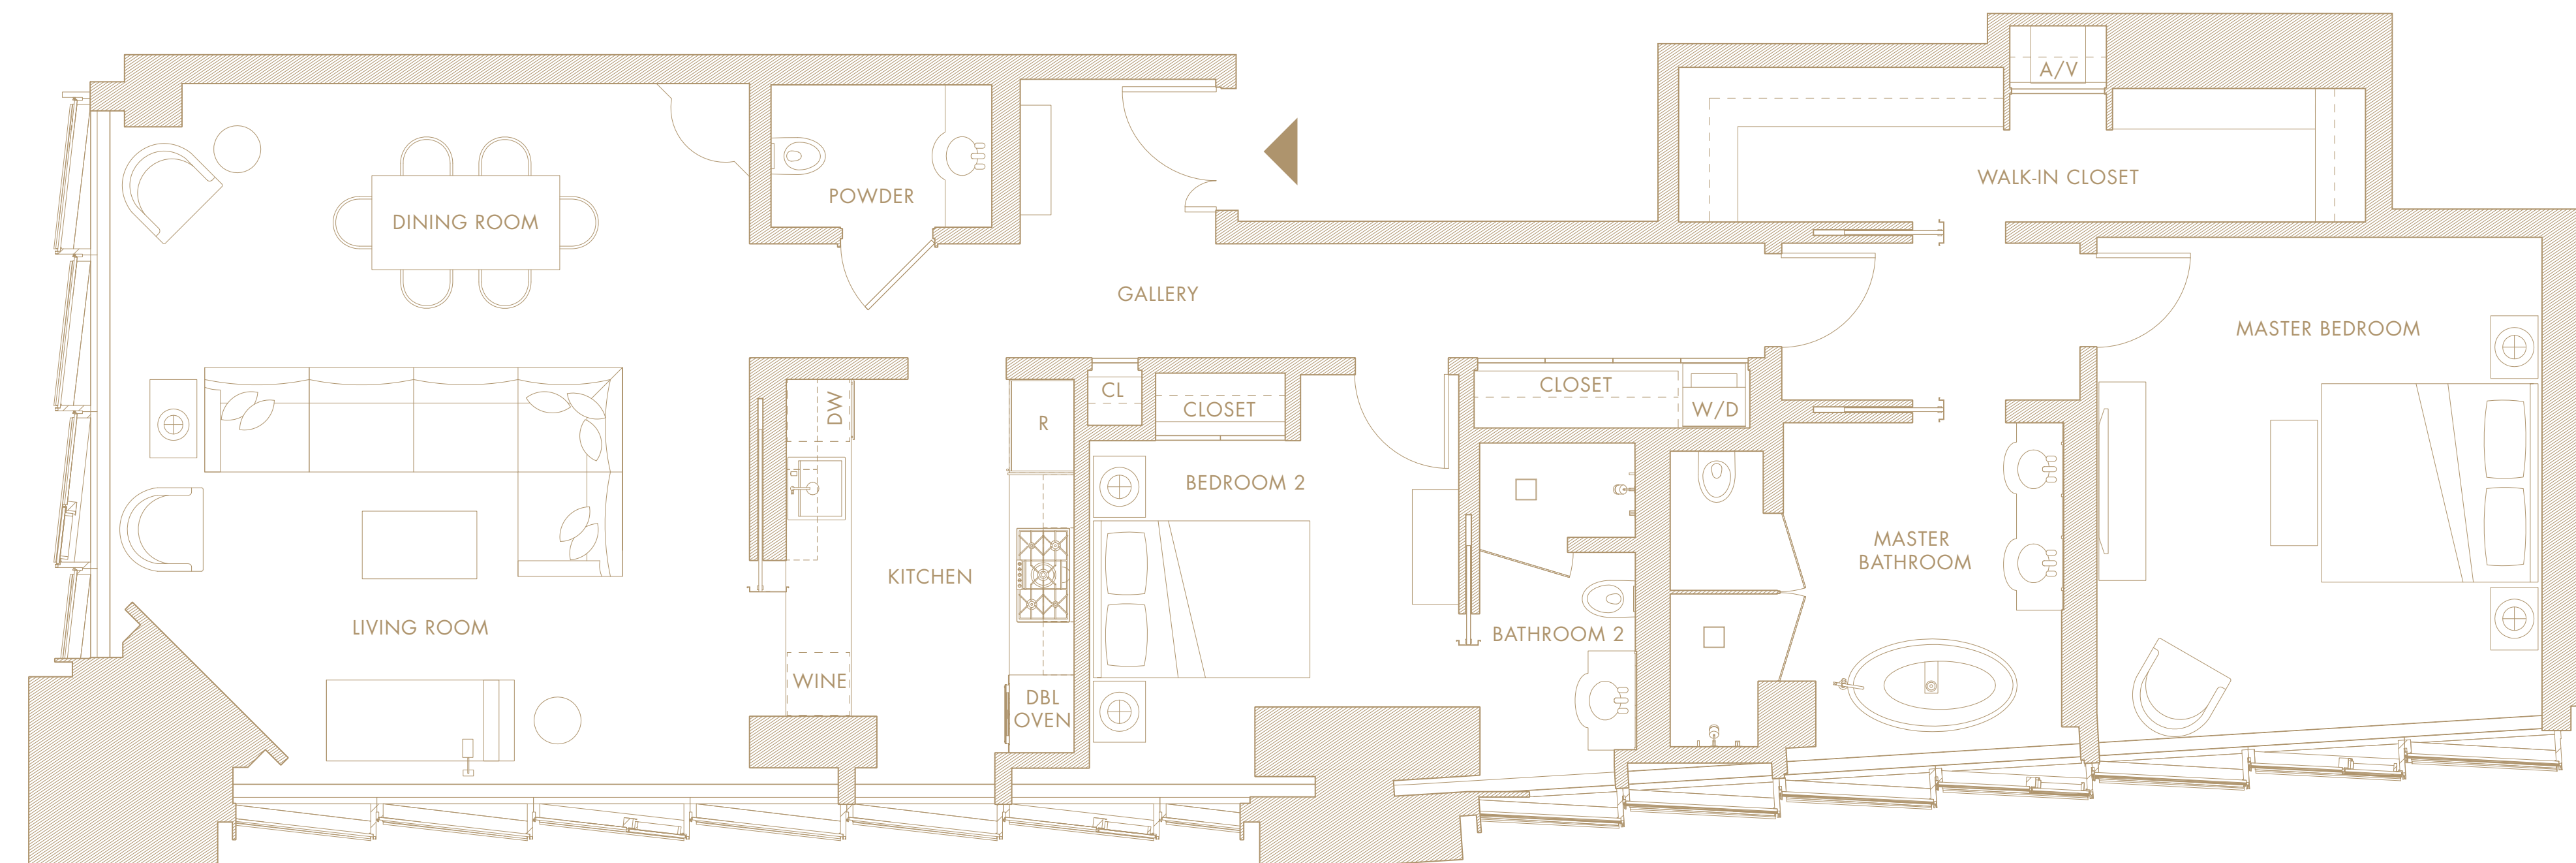 A/V
WALK-IN CLOSET
POWDER
DINING ROOM
GALLERY
MASTER BEDROOM
CL
CLOSET
CLOSET
W/D
DW
R
BEDROOM 2
MASTER
BATHROOM
KITCHEN
LIVING ROOM
BATHROOM 2
WINE
DBL
OVEN